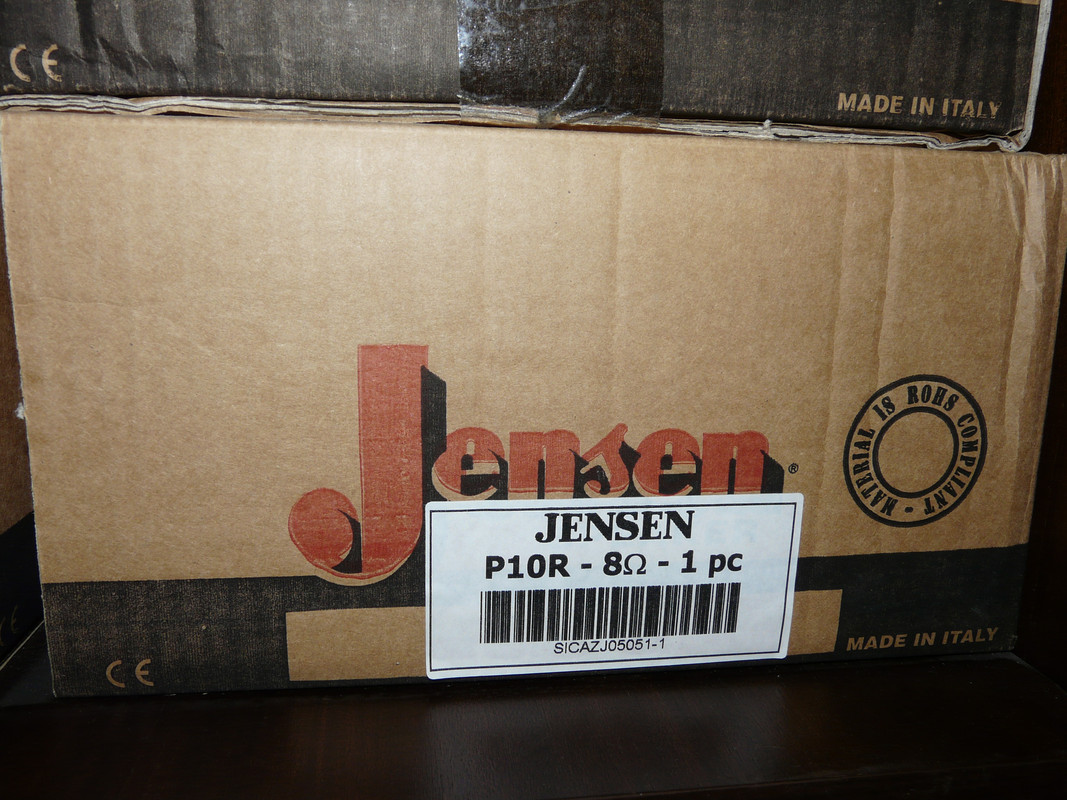 CE
MADE IN ITALY
Jensen®
MATERIAL IS ROHS COMPLIANT -
JENSEN
P10R - 8Ω - 1 pc
SICAZJ05051-1
CE
MADE IN ITALY
CE